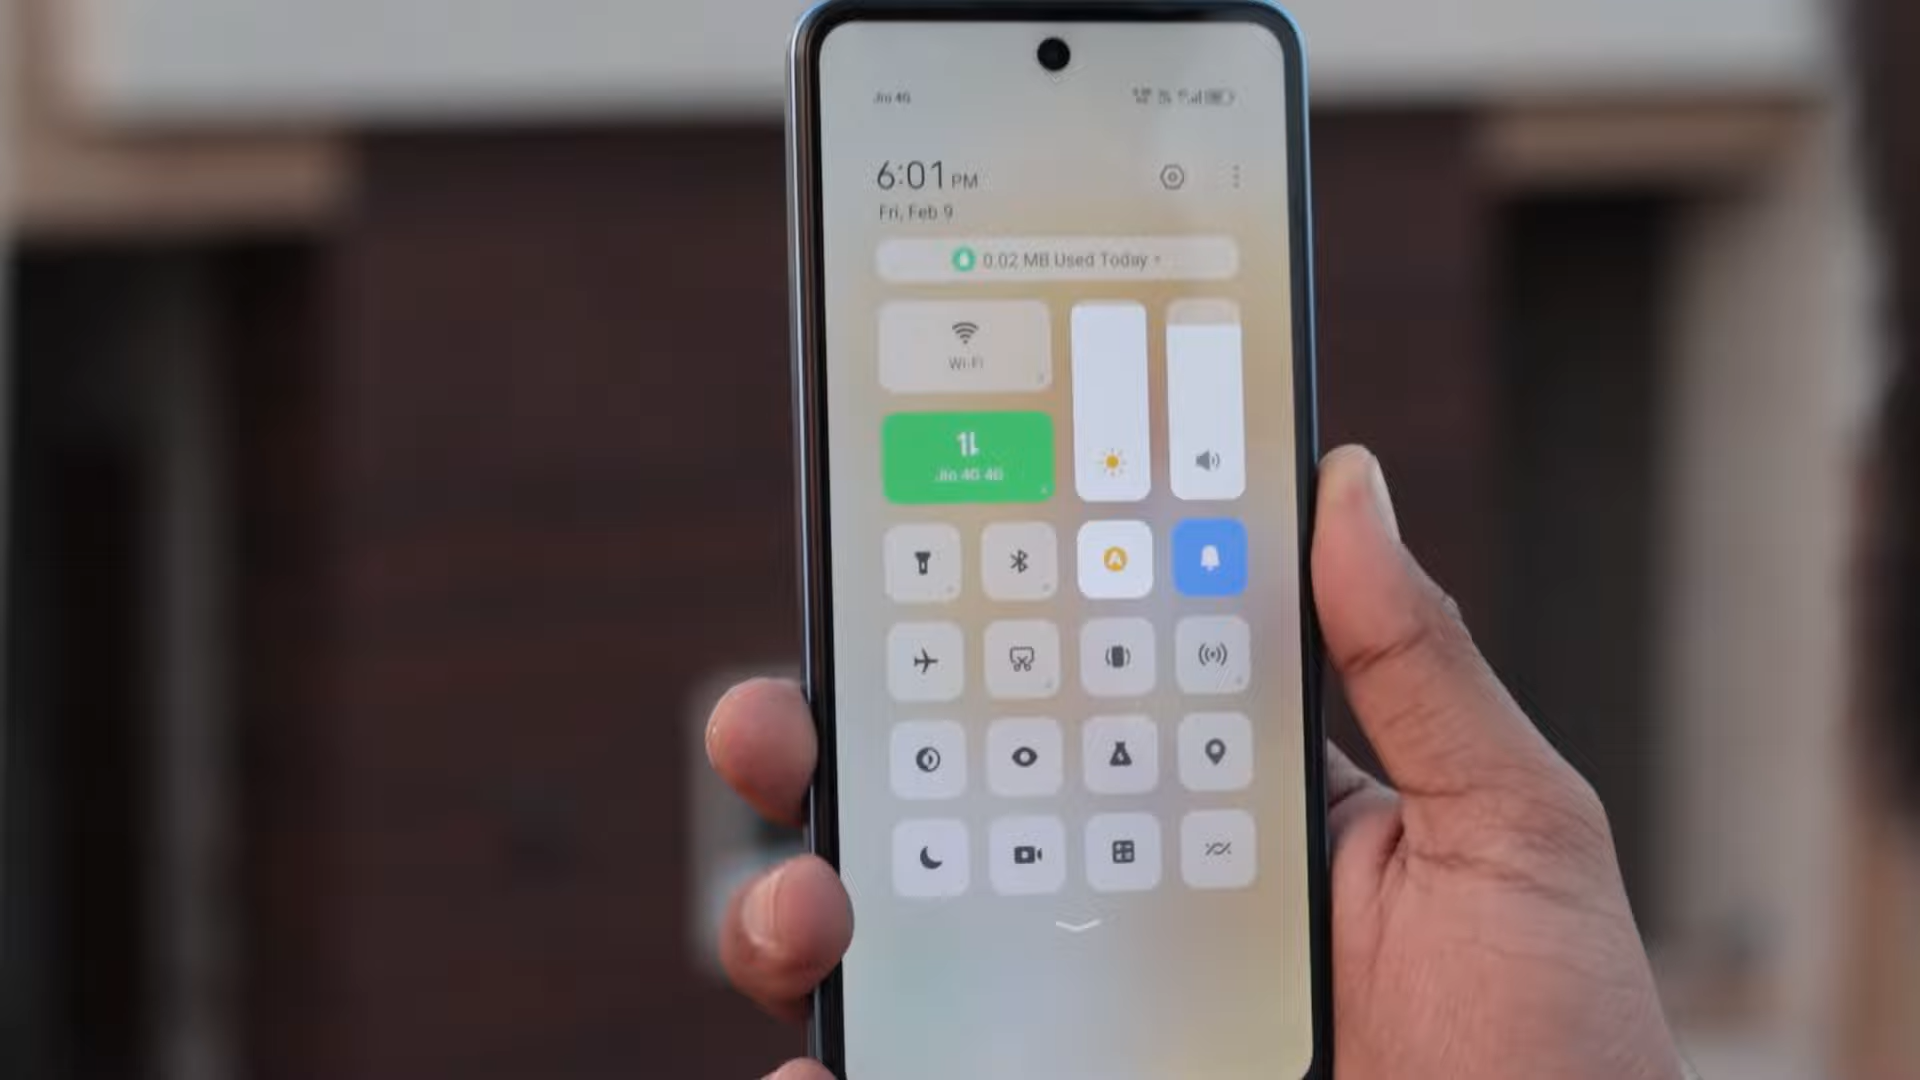 Jio 4G
6:01 PM
Fri, Feb 9
0.02 MB Used Today
Wi-Fi
Jio 4G 4G
A